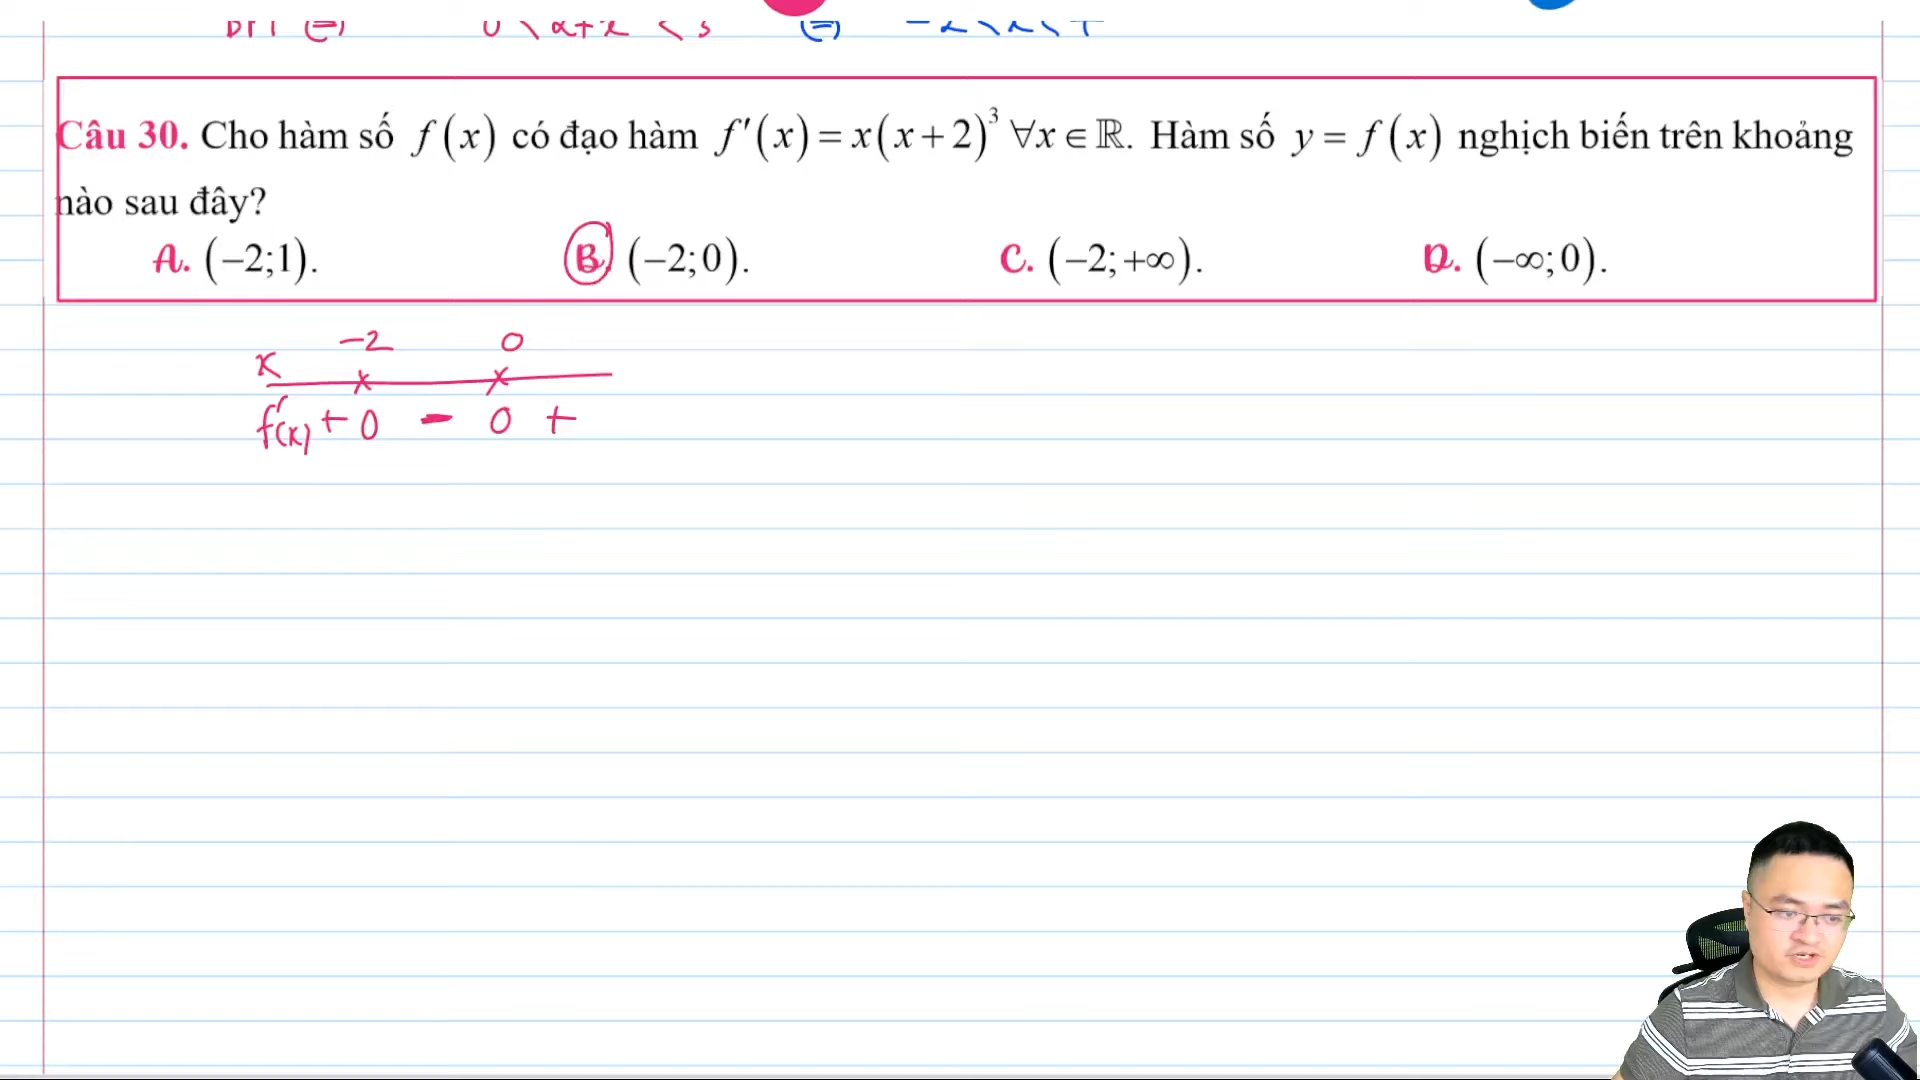 Câu 30. Cho hàm số f(x) có đạo hàm f′(x) = x(x+2)³ ∀x ∈ ℝ. Hàm số y = f(x) nghịch biến trên khoảng
nào sau đây?
A. (−2;1). B. (−2;0). C. (−2;+∞). D. (−∞;0).
x −2 0
f′(x) + 0 − 0 +